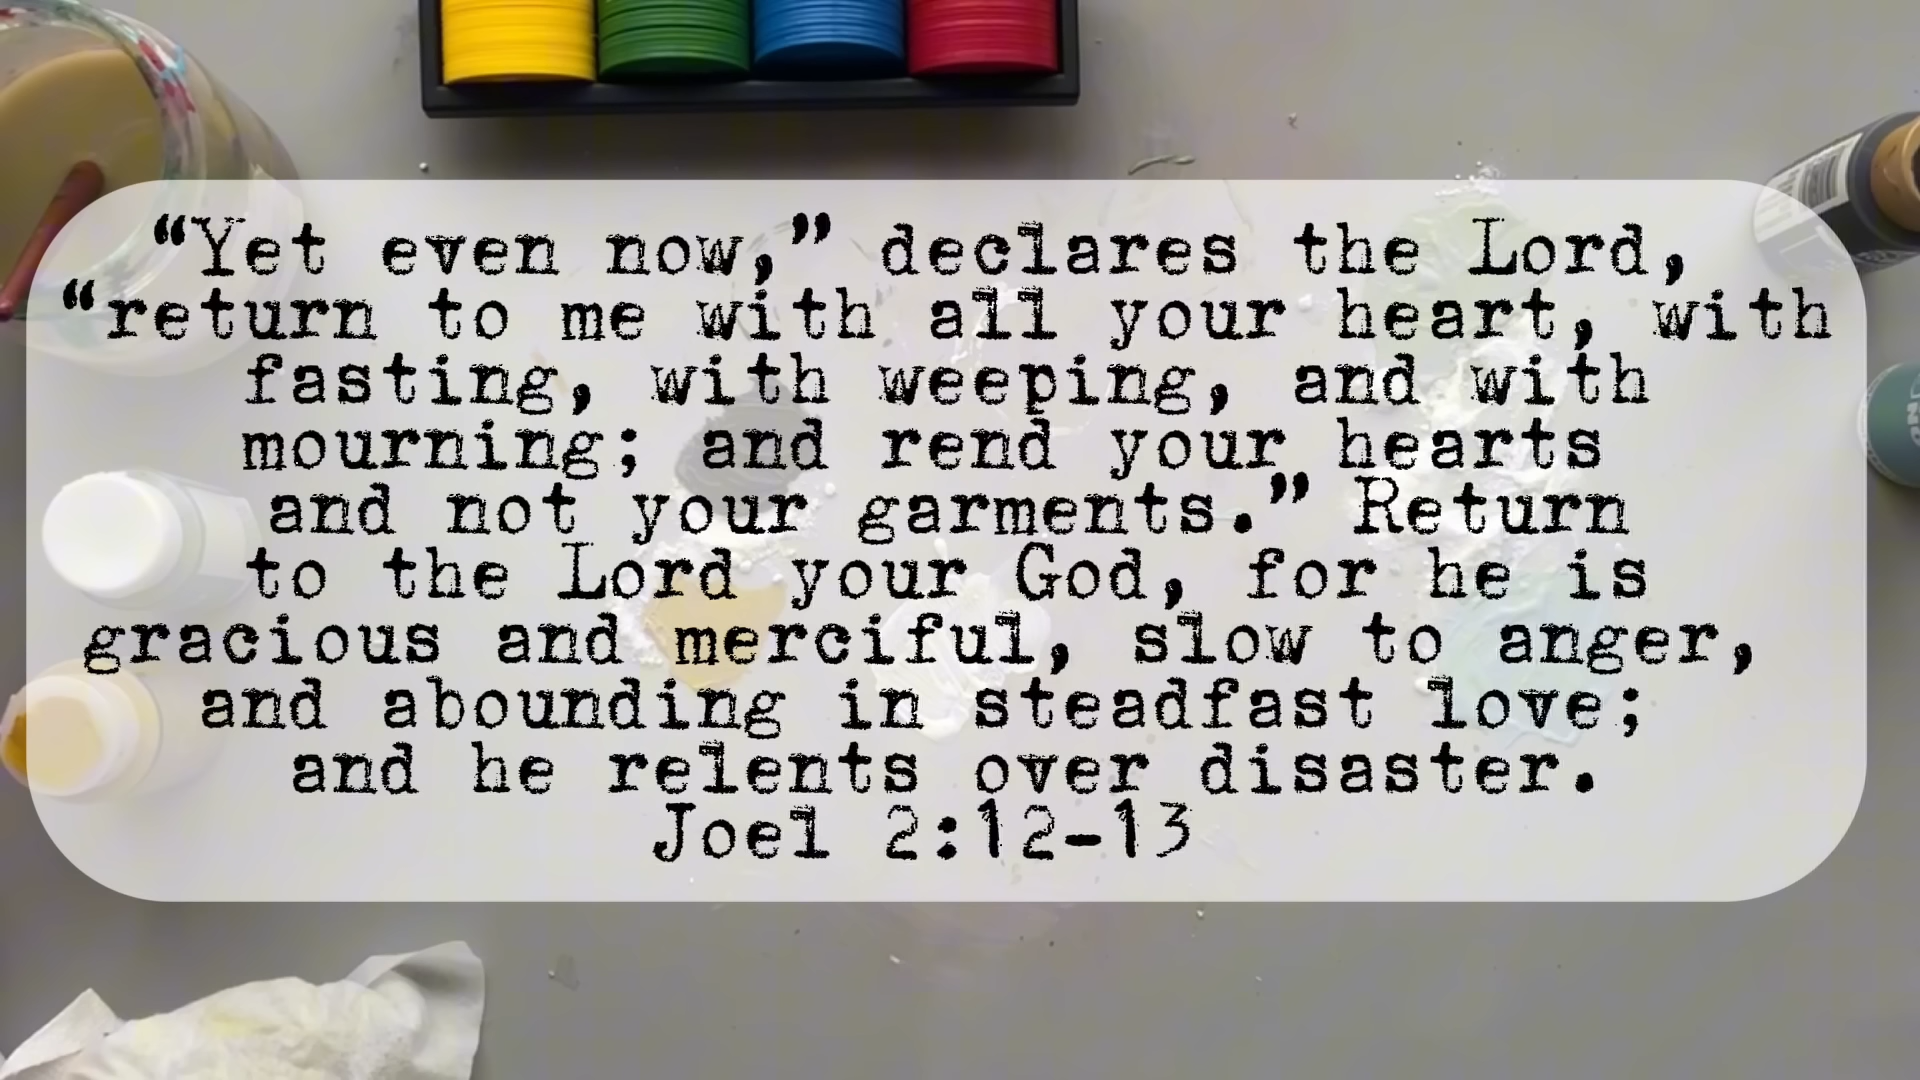 “Yet even now,” declares the Lord,
“return to me with all your heart, with
fasting, with weeping, and with
mourning; and rend your hearts
and not your garments.” Return
to the Lord your God, for he is
gracious and merciful, slow to anger,
and abounding in steadfast love;
and he relents over disaster.
Joel 2:12-13